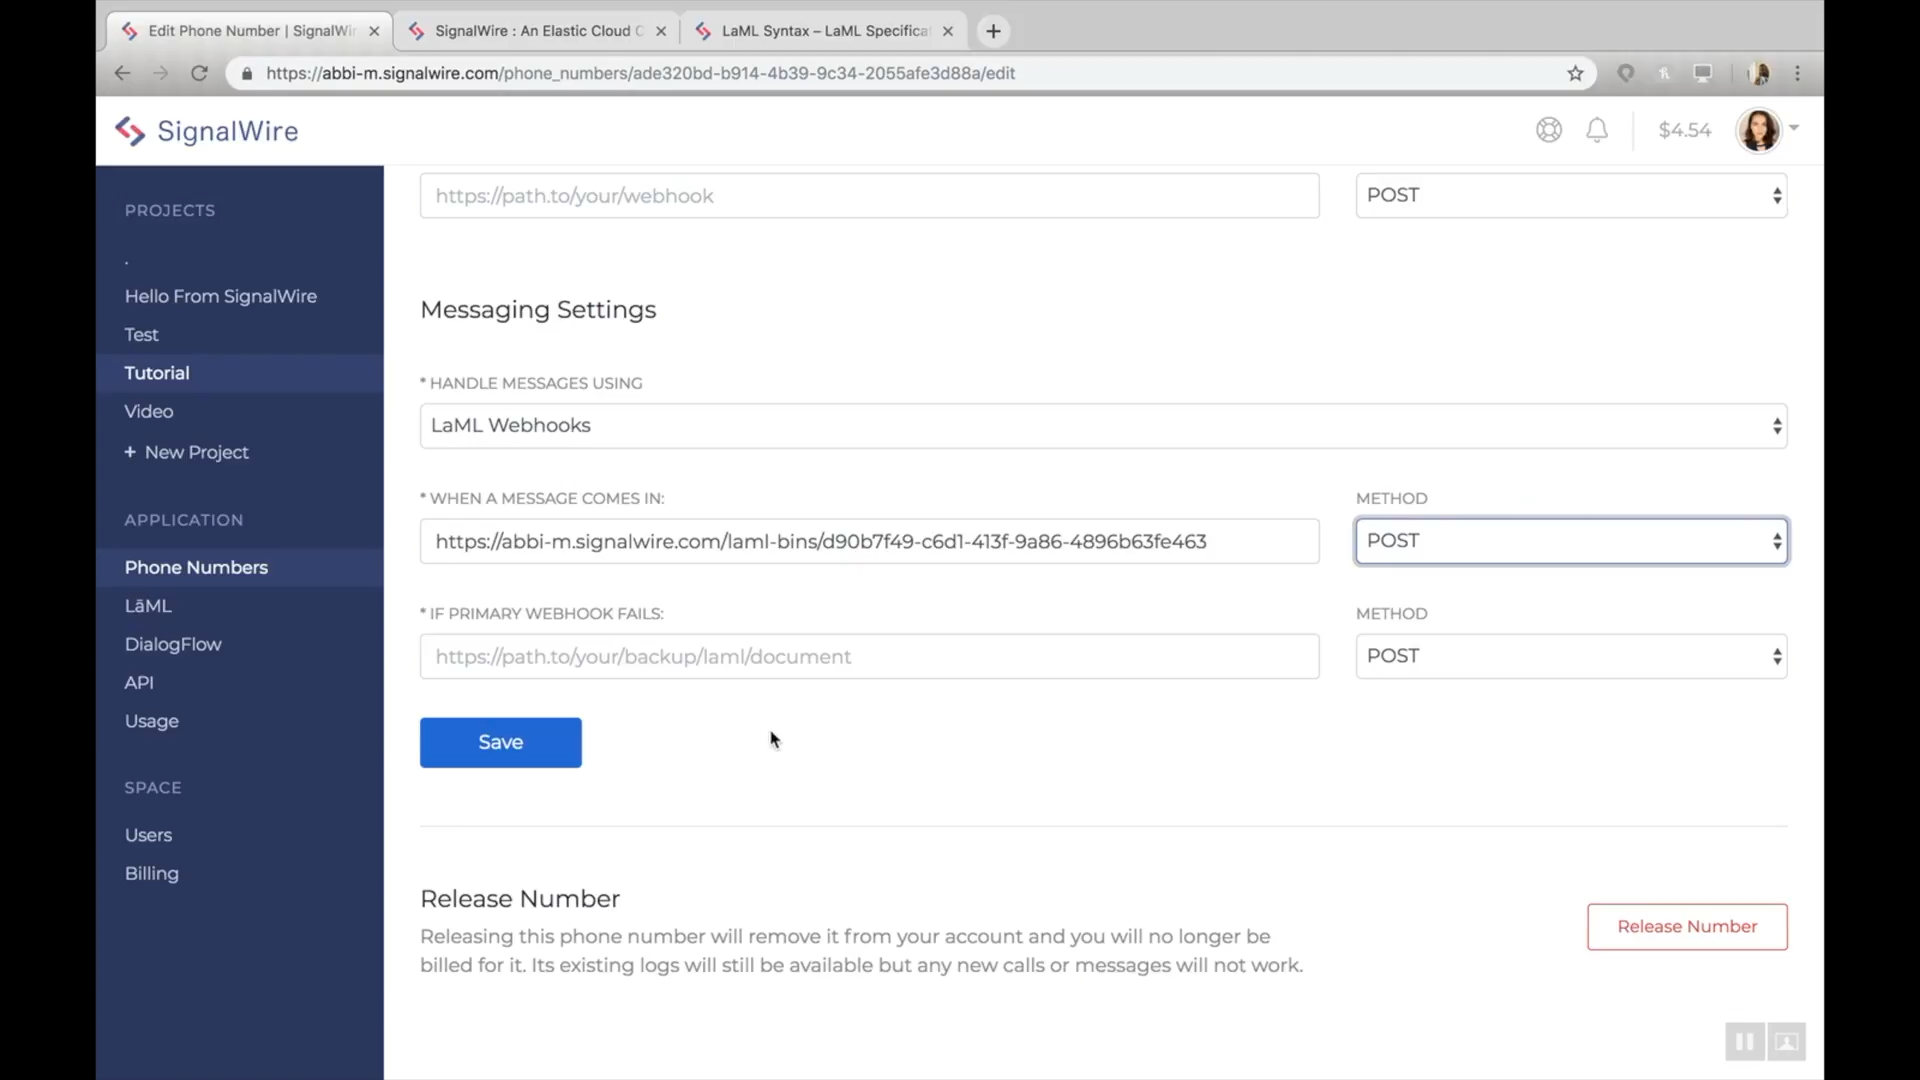 Edit Phone Number | SignalWir
SignalWire : An Elastic Cloud C
LaML Syntax – LaML Specifica
https://abbi-m.signalwire.com/phone_numbers/ade320bd-b914-4b39-9c34-2055afe3d88a/edit
SignalWire
$4.54
PROJECTS
.
Hello From SignalWire
Test
Tutorial
Video
+ New Project
APPLICATION
Phone Numbers
LāML
DialogFlow
API
Usage
SPACE
Users
Billing
https://path.to/your/webhook
POST
Messaging Settings
* HANDLE MESSAGES USING
LaML Webhooks
* WHEN A MESSAGE COMES IN:
METHOD
https://abbi-m.signalwire.com/laml-bins/d90b7f49-c6d1-413f-9a86-4896b63fe463
POST
* IF PRIMARY WEBHOOK FAILS:
METHOD
https://path.to/your/backup/laml/document
POST
Save
Release Number
Releasing this phone number will remove it from your account and you will no longer be
billed for it. Its existing logs will still be available but any new calls or messages will not work.
Release Number